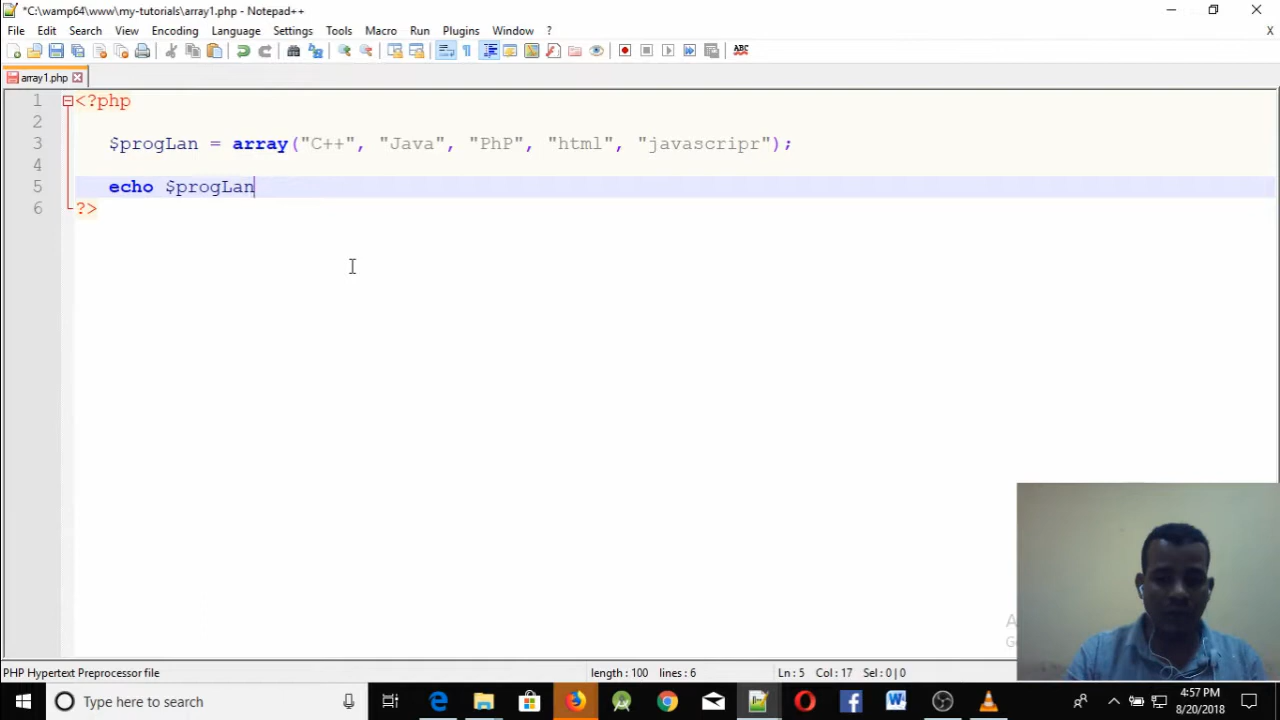 *C:\wamp64\www\my-tutorials\array1.php - Notepad++
File Edit Search View Encoding Language Settings Tools Macro Run Plugins Window ? X
ABC
array1.php
1 <?php
2
3 $progLan = array("C++", "Java", "PhP", "html", "javascripr");
4
5 echo $progLan
6 ?>
PHP Hypertext Preprocessor file length : 100 lines : 6 Ln : 5 Col : 17 Sel : 0 | 0
Type here to search
4:57 PM
8/20/2018